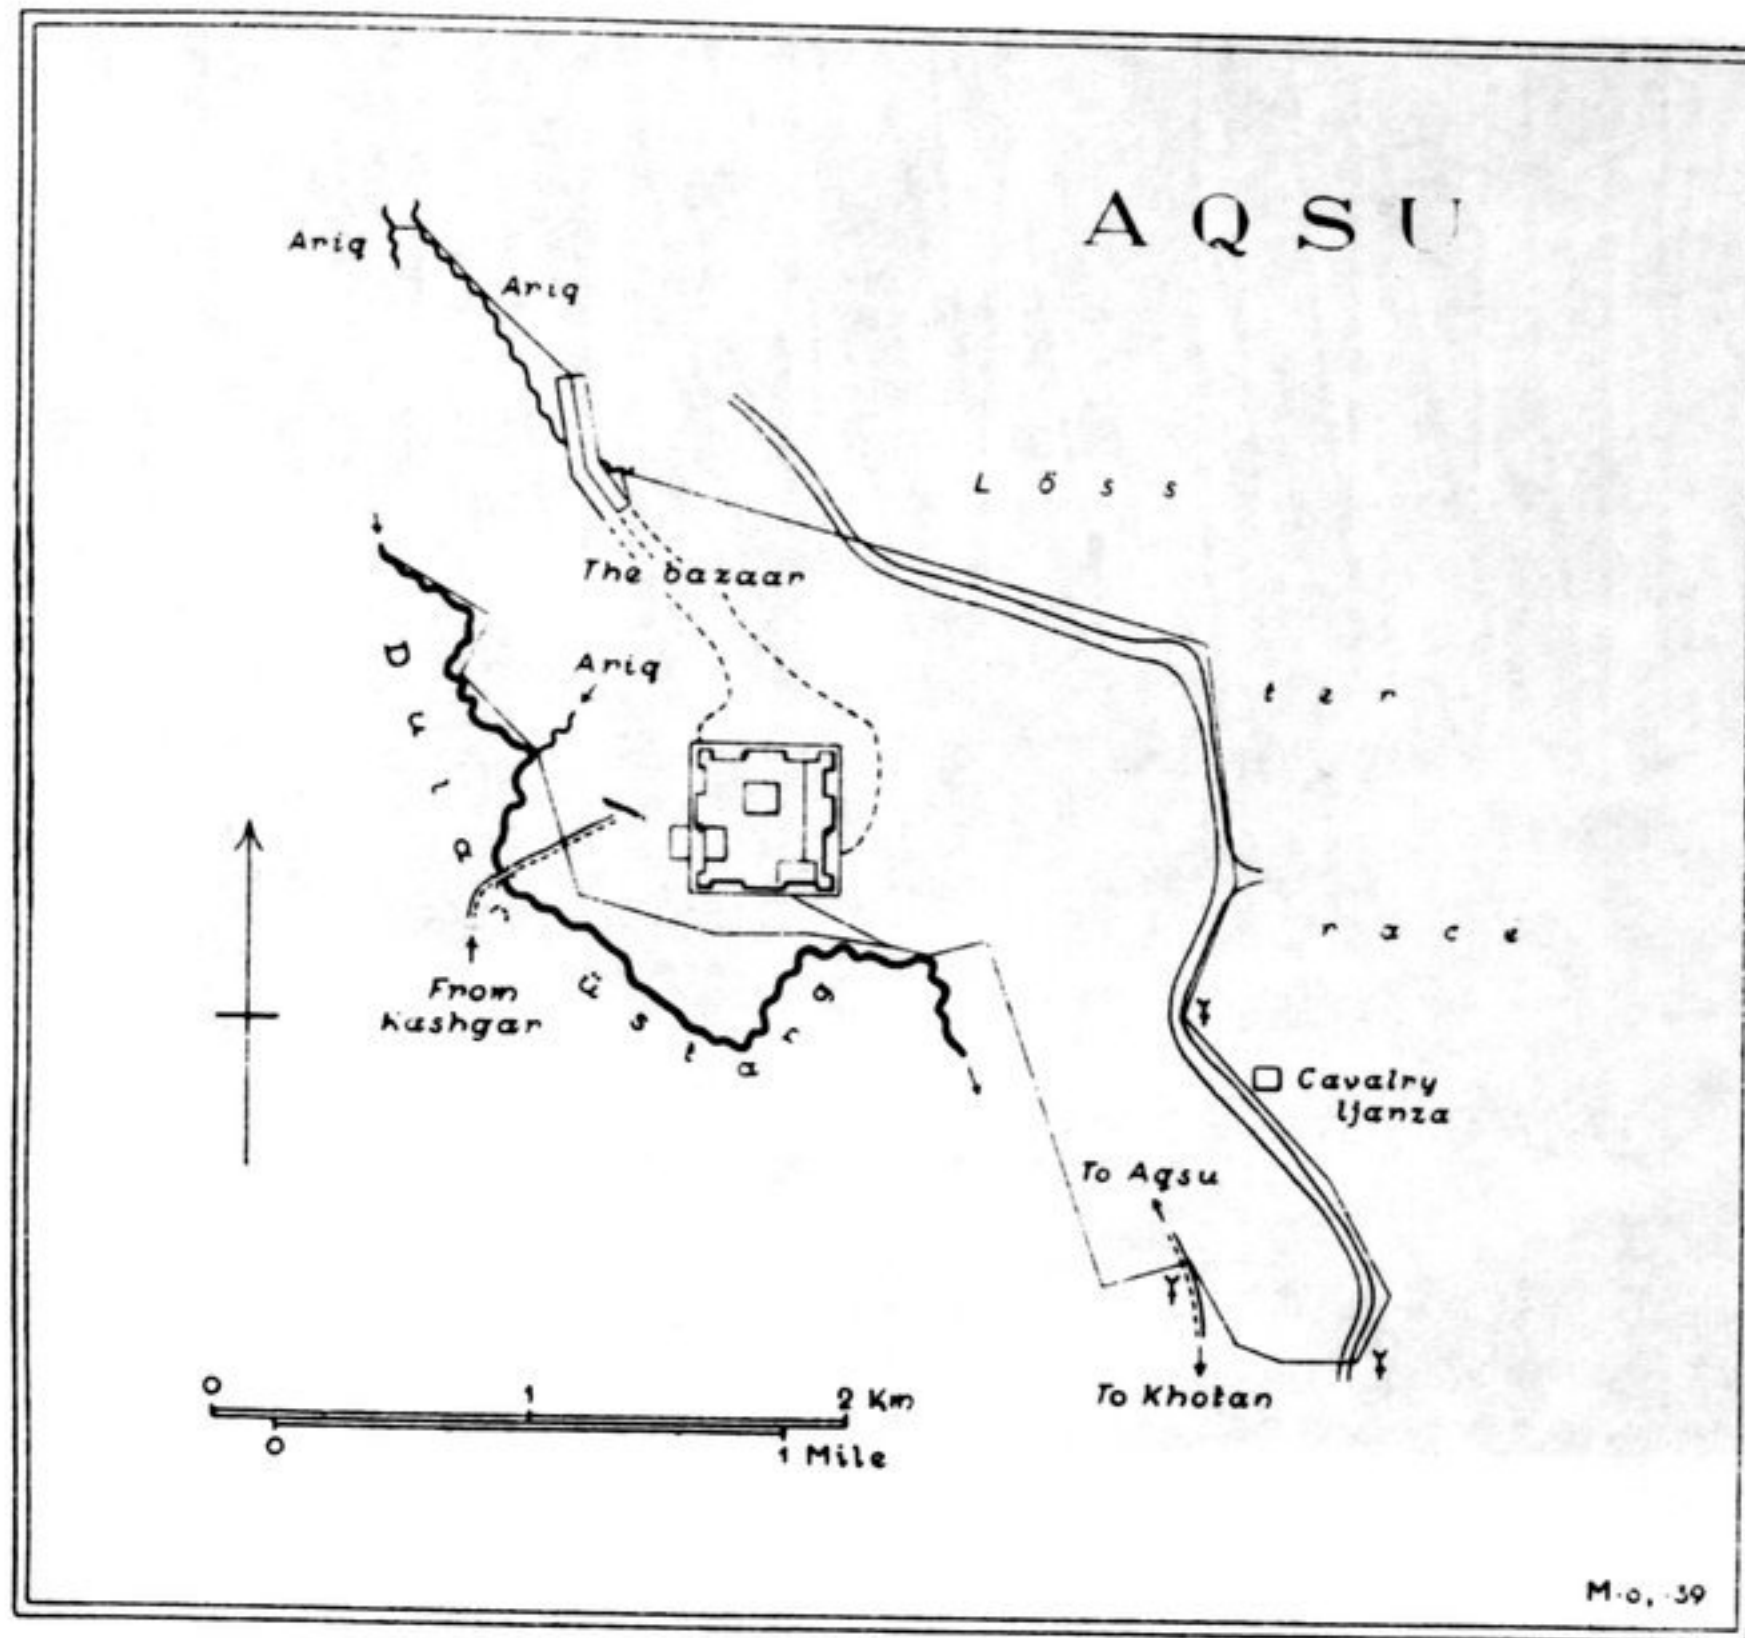 AQSU
Ariq
Ariq
Löss
The bazaar
Ariq
ter
race
From
Kashgar
Cavalry
ljanza
To Aqsu
To Khotan
0 1 2 Km
0 1 Mile